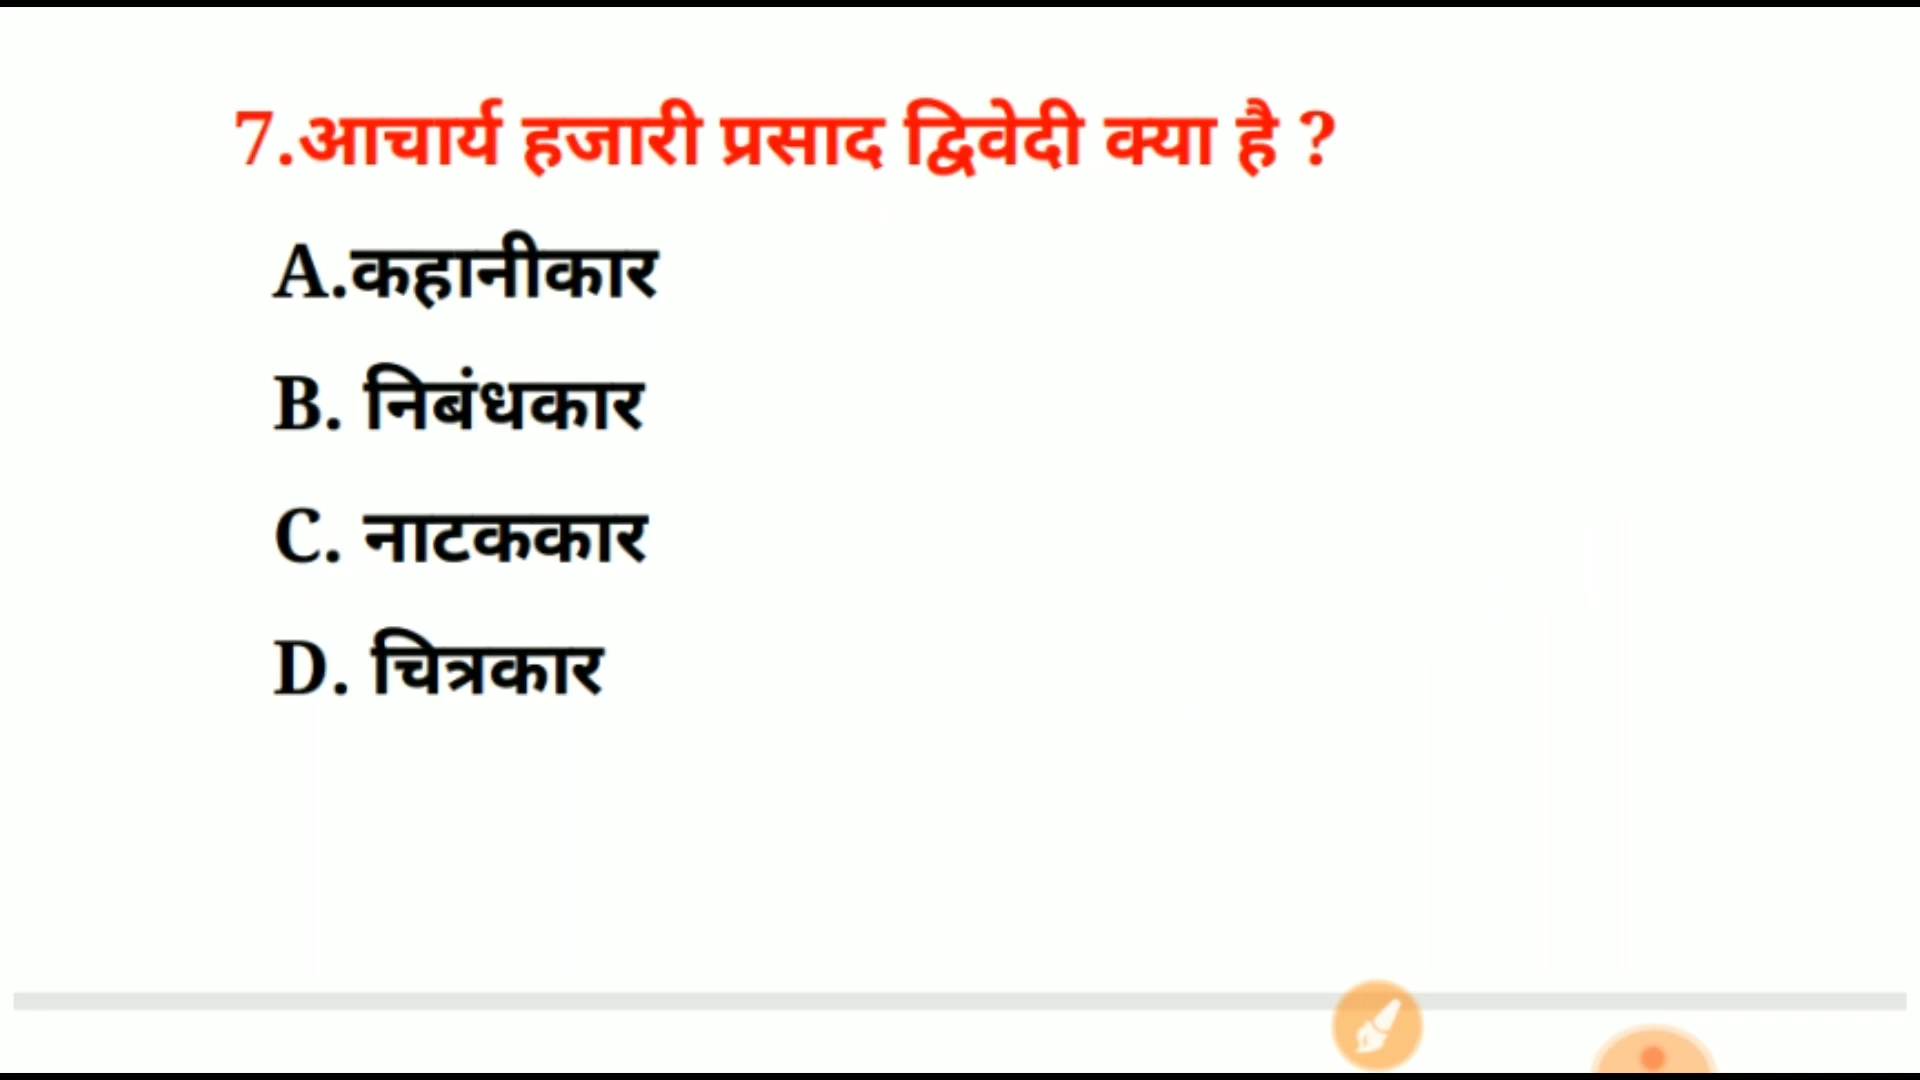 7.आचार्य हजारी प्रसाद द्विवेदी क्या है ?
A.कहानीकार
B. निबंधकार
C. नाटककार
D. चित्रकार